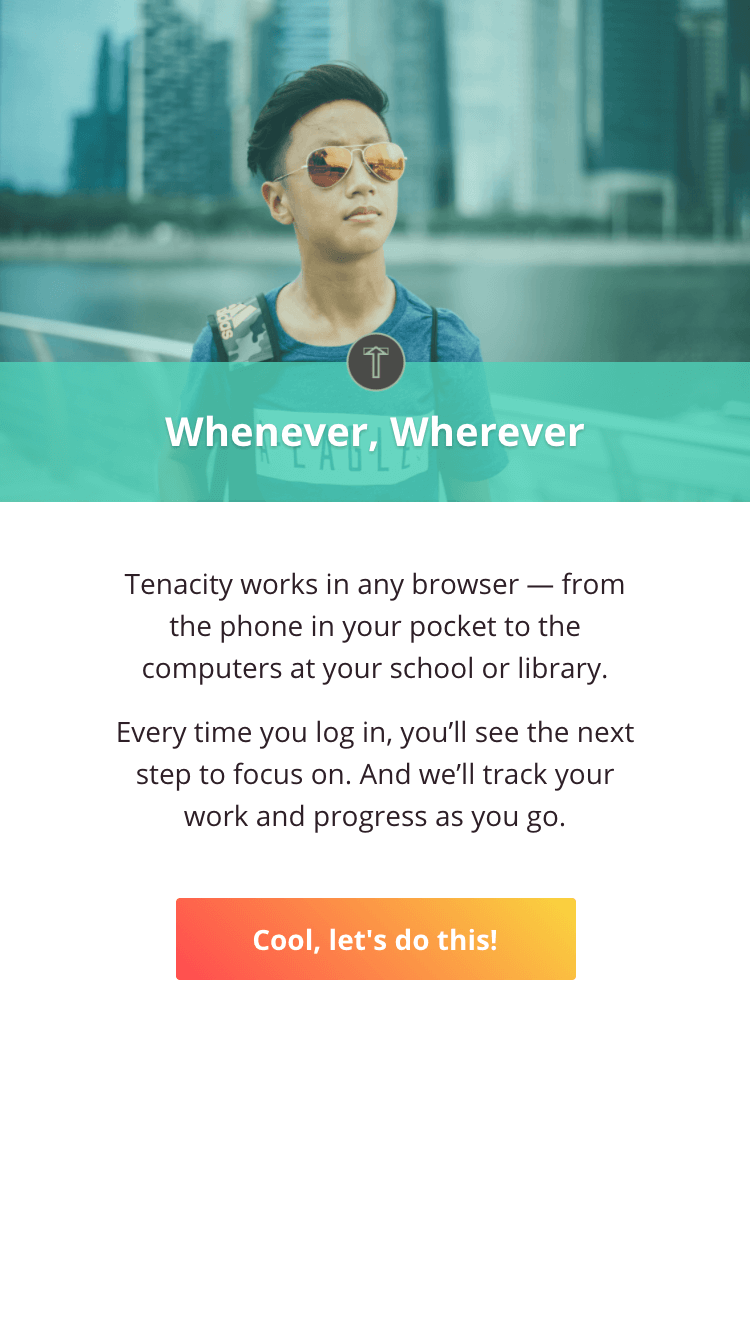 adidas
Whenever, Wherever
EAGLE
Tenacity works in any browser — from
the phone in your pocket to the
computers at your school or library.
Every time you log in, you’ll see the next
step to focus on. And we’ll track your
work and progress as you go.
Cool, let's do this!